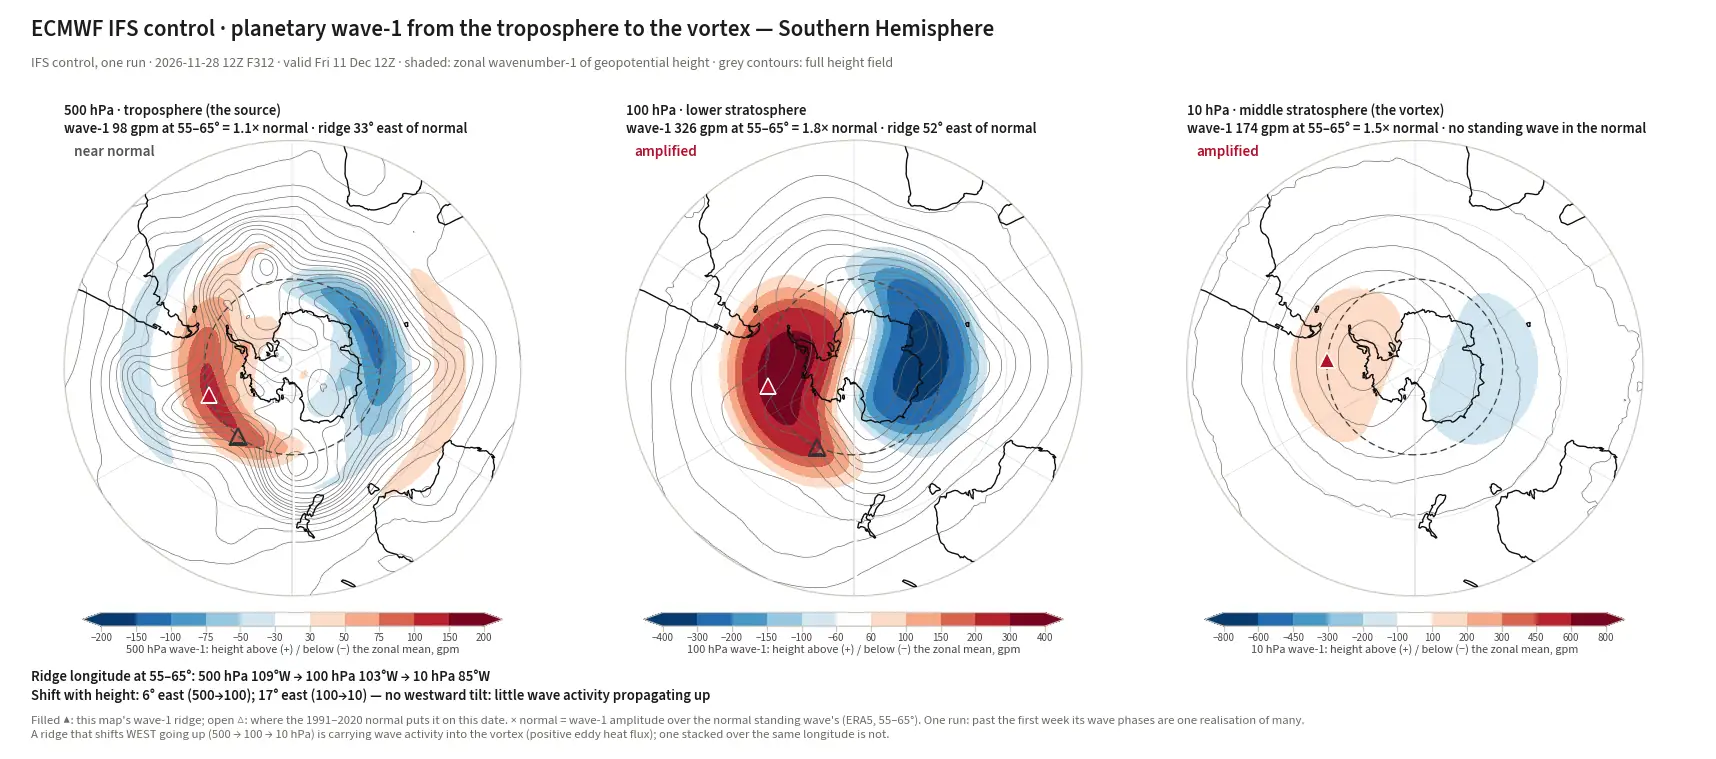 ECMWF IFS control · planetary wave-1 from the troposphere to the vortex — Southern Hemisphere
IFS control, one run · 2026-11-28 12Z F312 · valid Fri 11 Dec 12Z · shaded: zonal wavenumber-1 of geopotential height · grey contours: full height field
500 hPa · troposphere (the source)
wave-1 98 gpm at 55–65° = 1.1× normal · ridge 33° east of normal
near normal
100 hPa · lower stratosphere
wave-1 326 gpm at 55–65° = 1.8× normal · ridge 52° east of normal
amplified
10 hPa · middle stratosphere (the vortex)
wave-1 174 gpm at 55–65° = 1.5× normal · no standing wave in the normal
amplified
−200 −150 −100 −75 −50 −30 30 50 75 100 150 200
500 hPa wave-1: height above (+) / below (−) the zonal mean, gpm
−400 −300 −200 −150 −100 −60 60 100 150 200 300 400
100 hPa wave-1: height above (+) / below (−) the zonal mean, gpm
−800 −600 −450 −300 −200 −100 100 200 300 450 600 800
10 hPa wave-1: height above (+) / below (−) the zonal mean, gpm
Ridge longitude at 55–65°: 500 hPa 109°W → 100 hPa 103°W → 10 hPa 85°W
Shift with height: 6° east (500→100); 17° east (100→10) — no westward tilt: little wave activity propagating up
Filled ▲: this map's wave-1 ridge; open △: where the 1991–2020 normal puts it on this date. × normal = wave-1 amplitude over the normal standing wave's (ERA5, 55–65°). One run: past the first week its wave phases are one realisation of many.
A ridge that shifts WEST going up (500 → 100 → 10 hPa) is carrying wave activity into the vortex (positive eddy heat flux); one stacked over the same longitude is not.